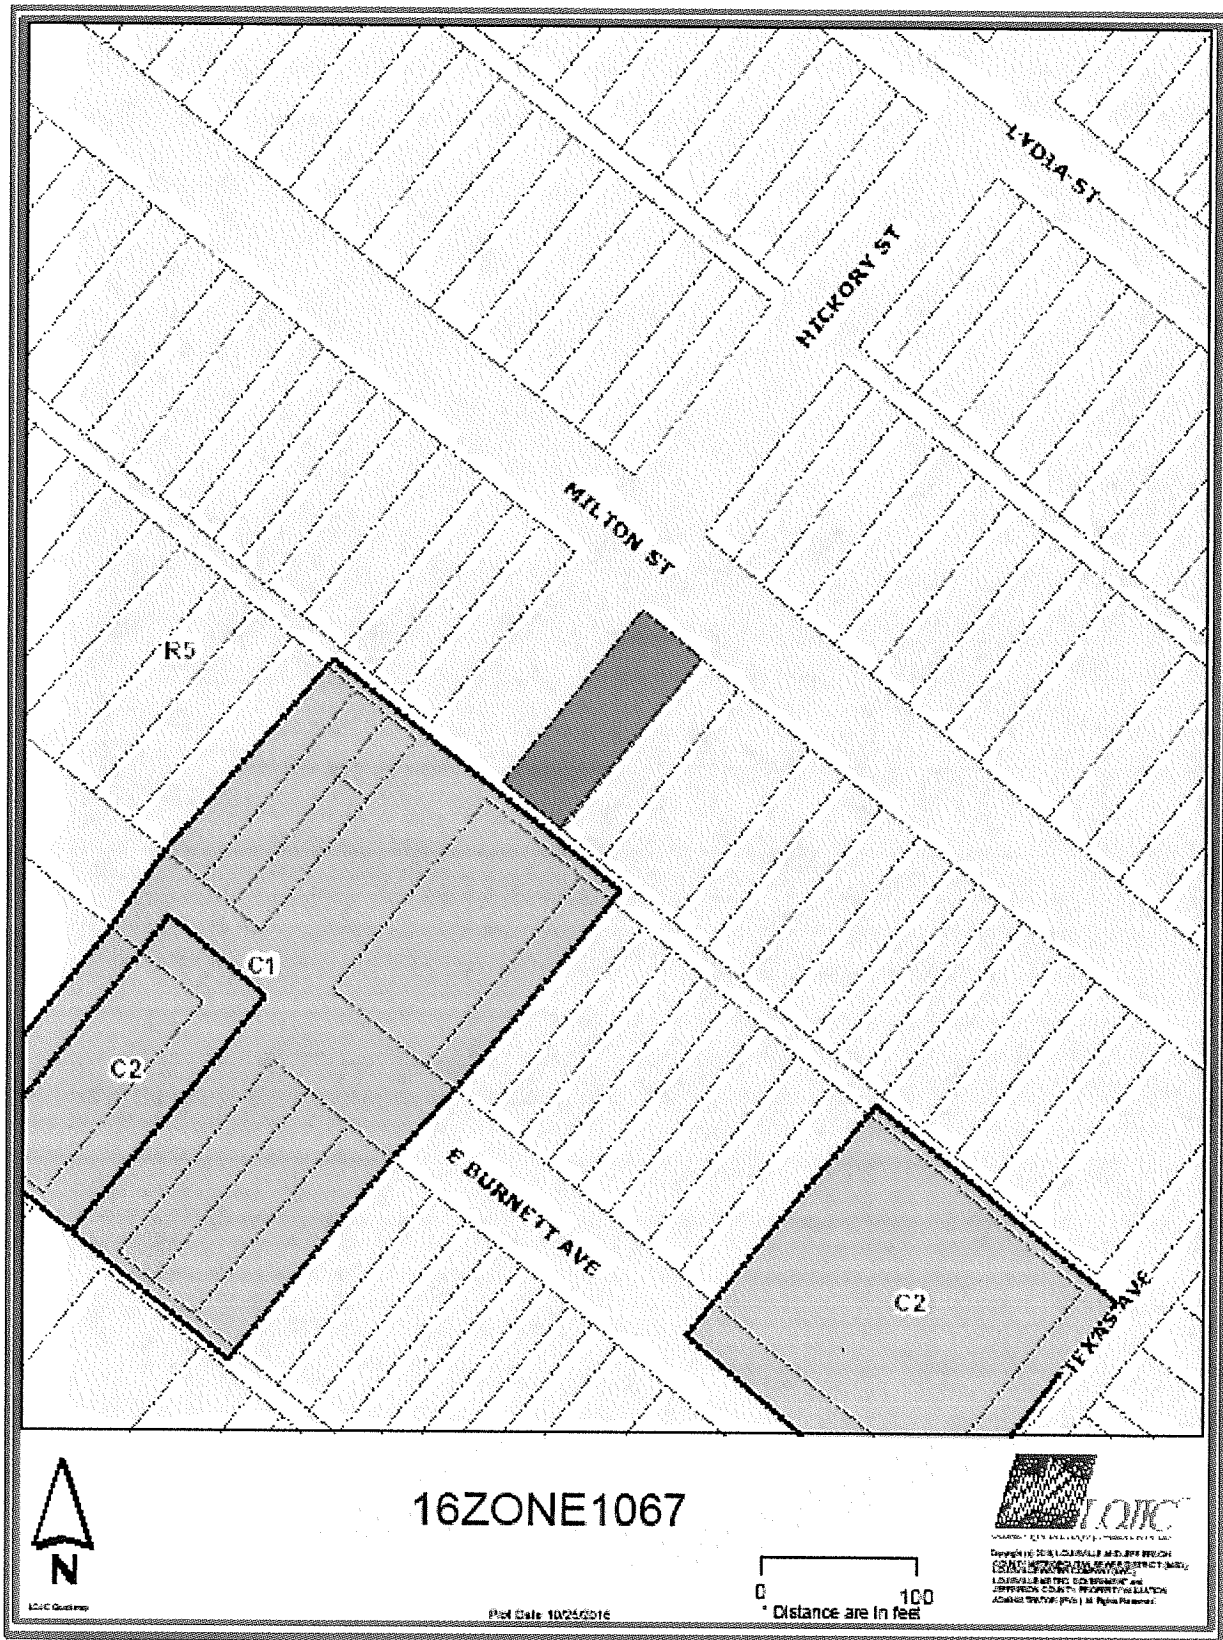 LYDIA ST
HICKORY ST
MILTON ST
R5
C1
C2
E BURNETT AVE
C2
TEXAS AVE
16ZONE1067
N
LOJIC
0 100
* Distance are in feet
Plot Date 10/25/2016